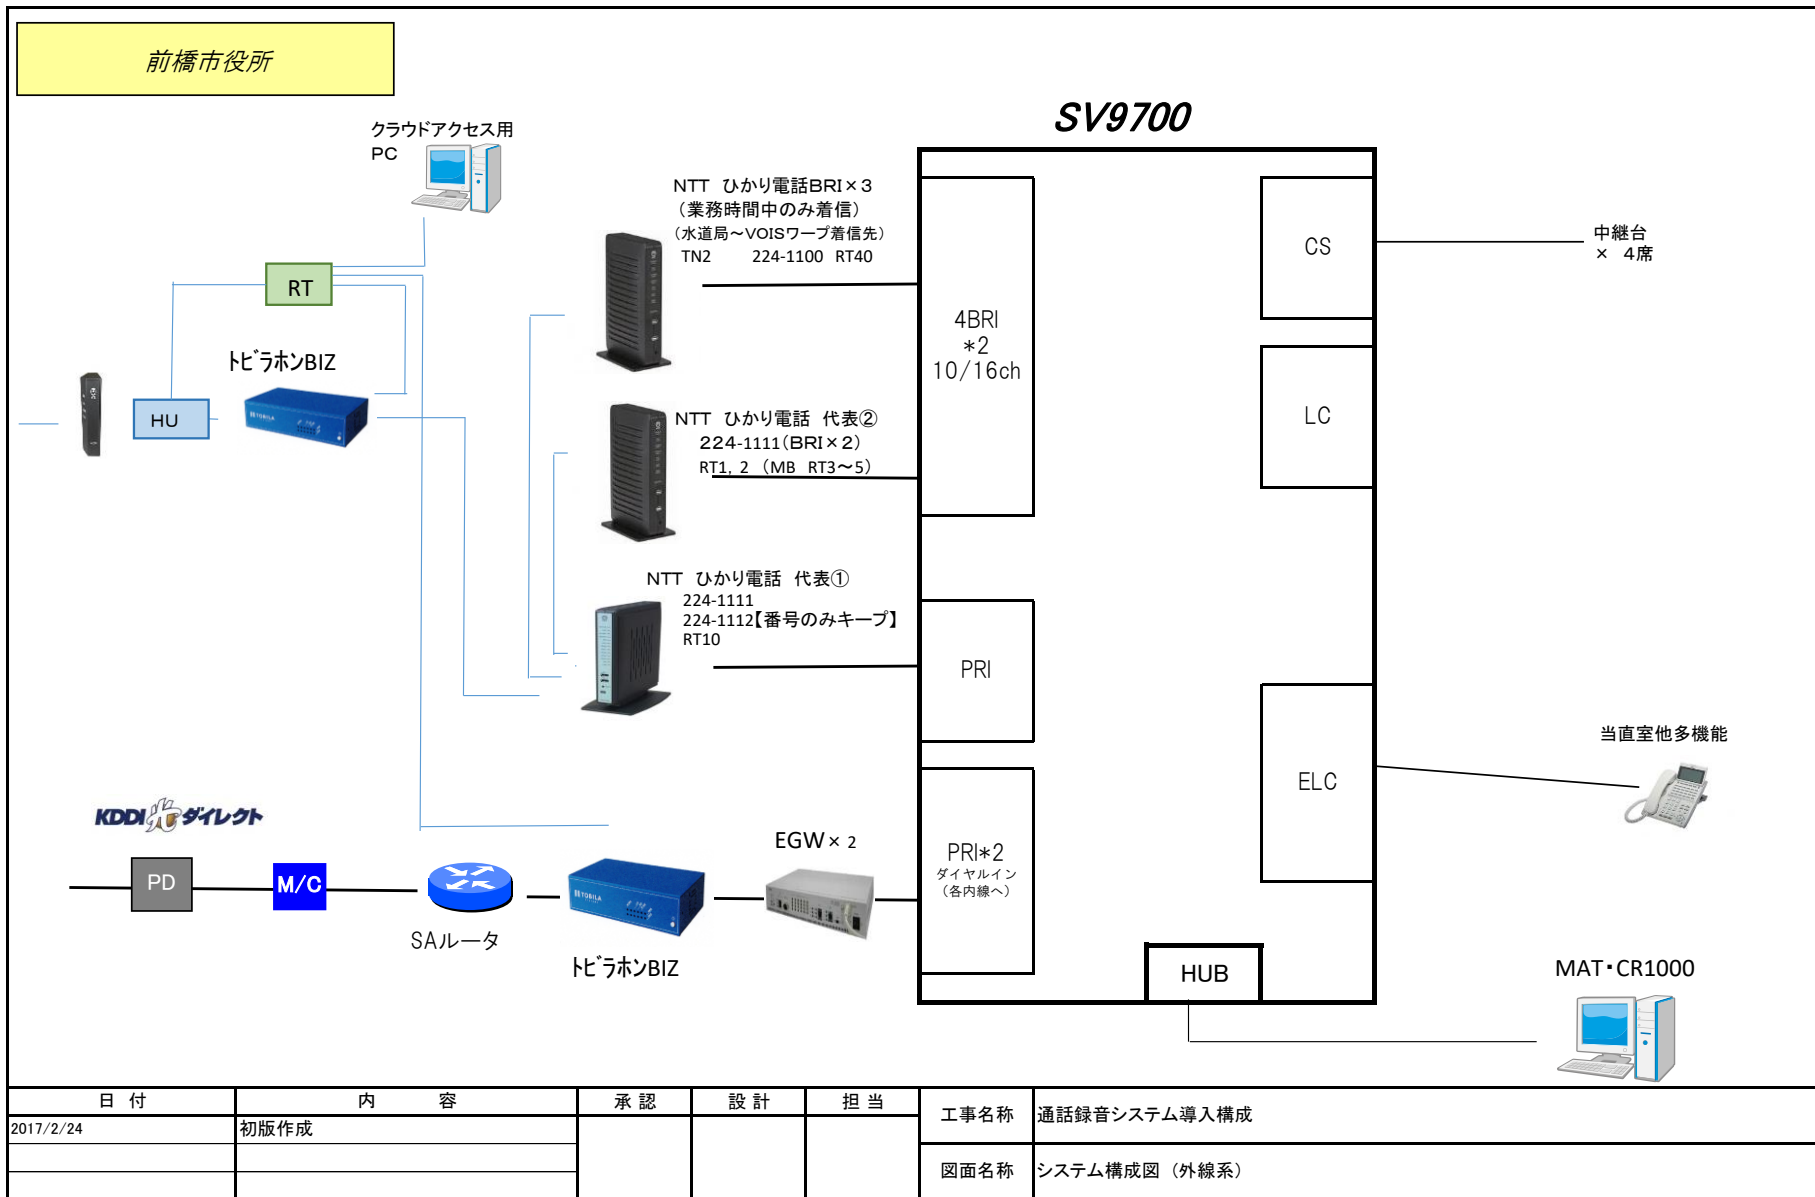 前橋市役所
SV9700
クラウドアクセス用
PC
NTT ひかり電話BRI×3
(業務時間中のみ着信)
(水道局～VOISワープ着信先)
TN2 224-1100 RT40
RT
トビラホンBIZ
HU
TOBILA
NTT ひかり電話 代表②
224-1111(BRI×2)
RT1, 2 (MB RT3～5)
NTT ひかり電話 代表①
224-1111
224-1112【番号のみキープ】
RT10
4BRI
*2
10/16ch
CS
中継台
× 4席
LC
PRI
ELC
当直室他多機能
KDDI光ダイレクト
PD
M/C
SAルータ
TOBILA
トビラホンBIZ
EGW×2
PRI*2
ダイヤルイン
(各内線へ)
HUB
MAT・CR1000
日 付 内 容 承 認 設 計 担 当
2017/2/24 初版作成
工事名称 通話録音システム導入構成
図面名称 システム構成図 (外線系)